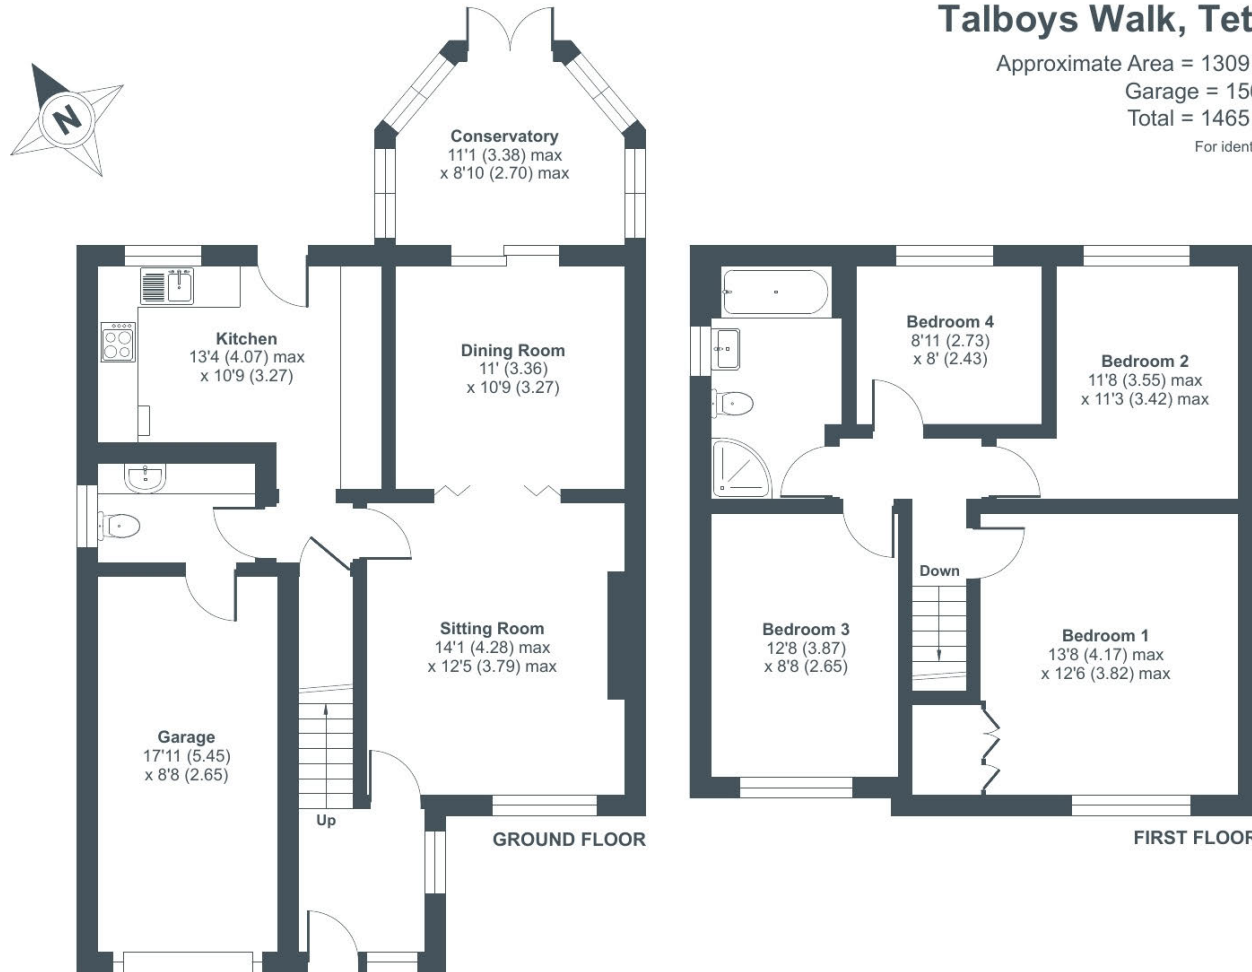 Talboys Walk, Tet
Approximate Area = 1309
Garage = 15
Total = 1465
For ident
N
Conservatory
11'1 (3.38) max
x 8'10 (2.70) max
Kitchen
13'4 (4.07) max
x 10'9 (3.27)
Dining Room
11' (3.36)
x 10'9 (3.27)
Sitting Room
14'1 (4.28) max
x 12'5 (3.79) max
Garage
17'11 (5.45)
x 8'8 (2.65)
Up
GROUND FLOOR
Bedroom 4
8'11 (2.73)
x 8' (2.43)
Bedroom 2
11'8 (3.55) max
x 11'3 (3.42) max
Down
Bedroom 3
12'8 (3.87)
x 8'8 (2.65)
Bedroom 1
13'8 (4.17) max
x 12'6 (3.82) max
FIRST FLOOR